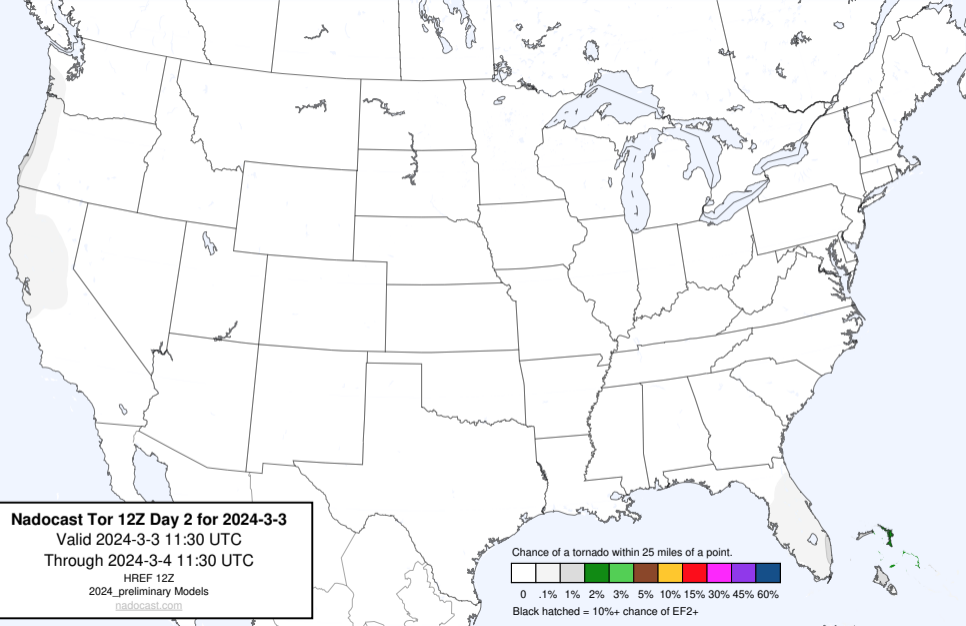 Nadocast Tor 12Z Day 2 for 2024-3-3
Valid 2024-3-3 11:30 UTC
Through 2024-3-4 11:30 UTC
HREF 12Z
2024_preliminary Models
nadocast.com
Chance of a tornado within 25 miles of a point.
0 .1% 1% 2% 3% 5% 10% 15% 30% 45% 60%
Black hatched = 10%+ chance of EF2+